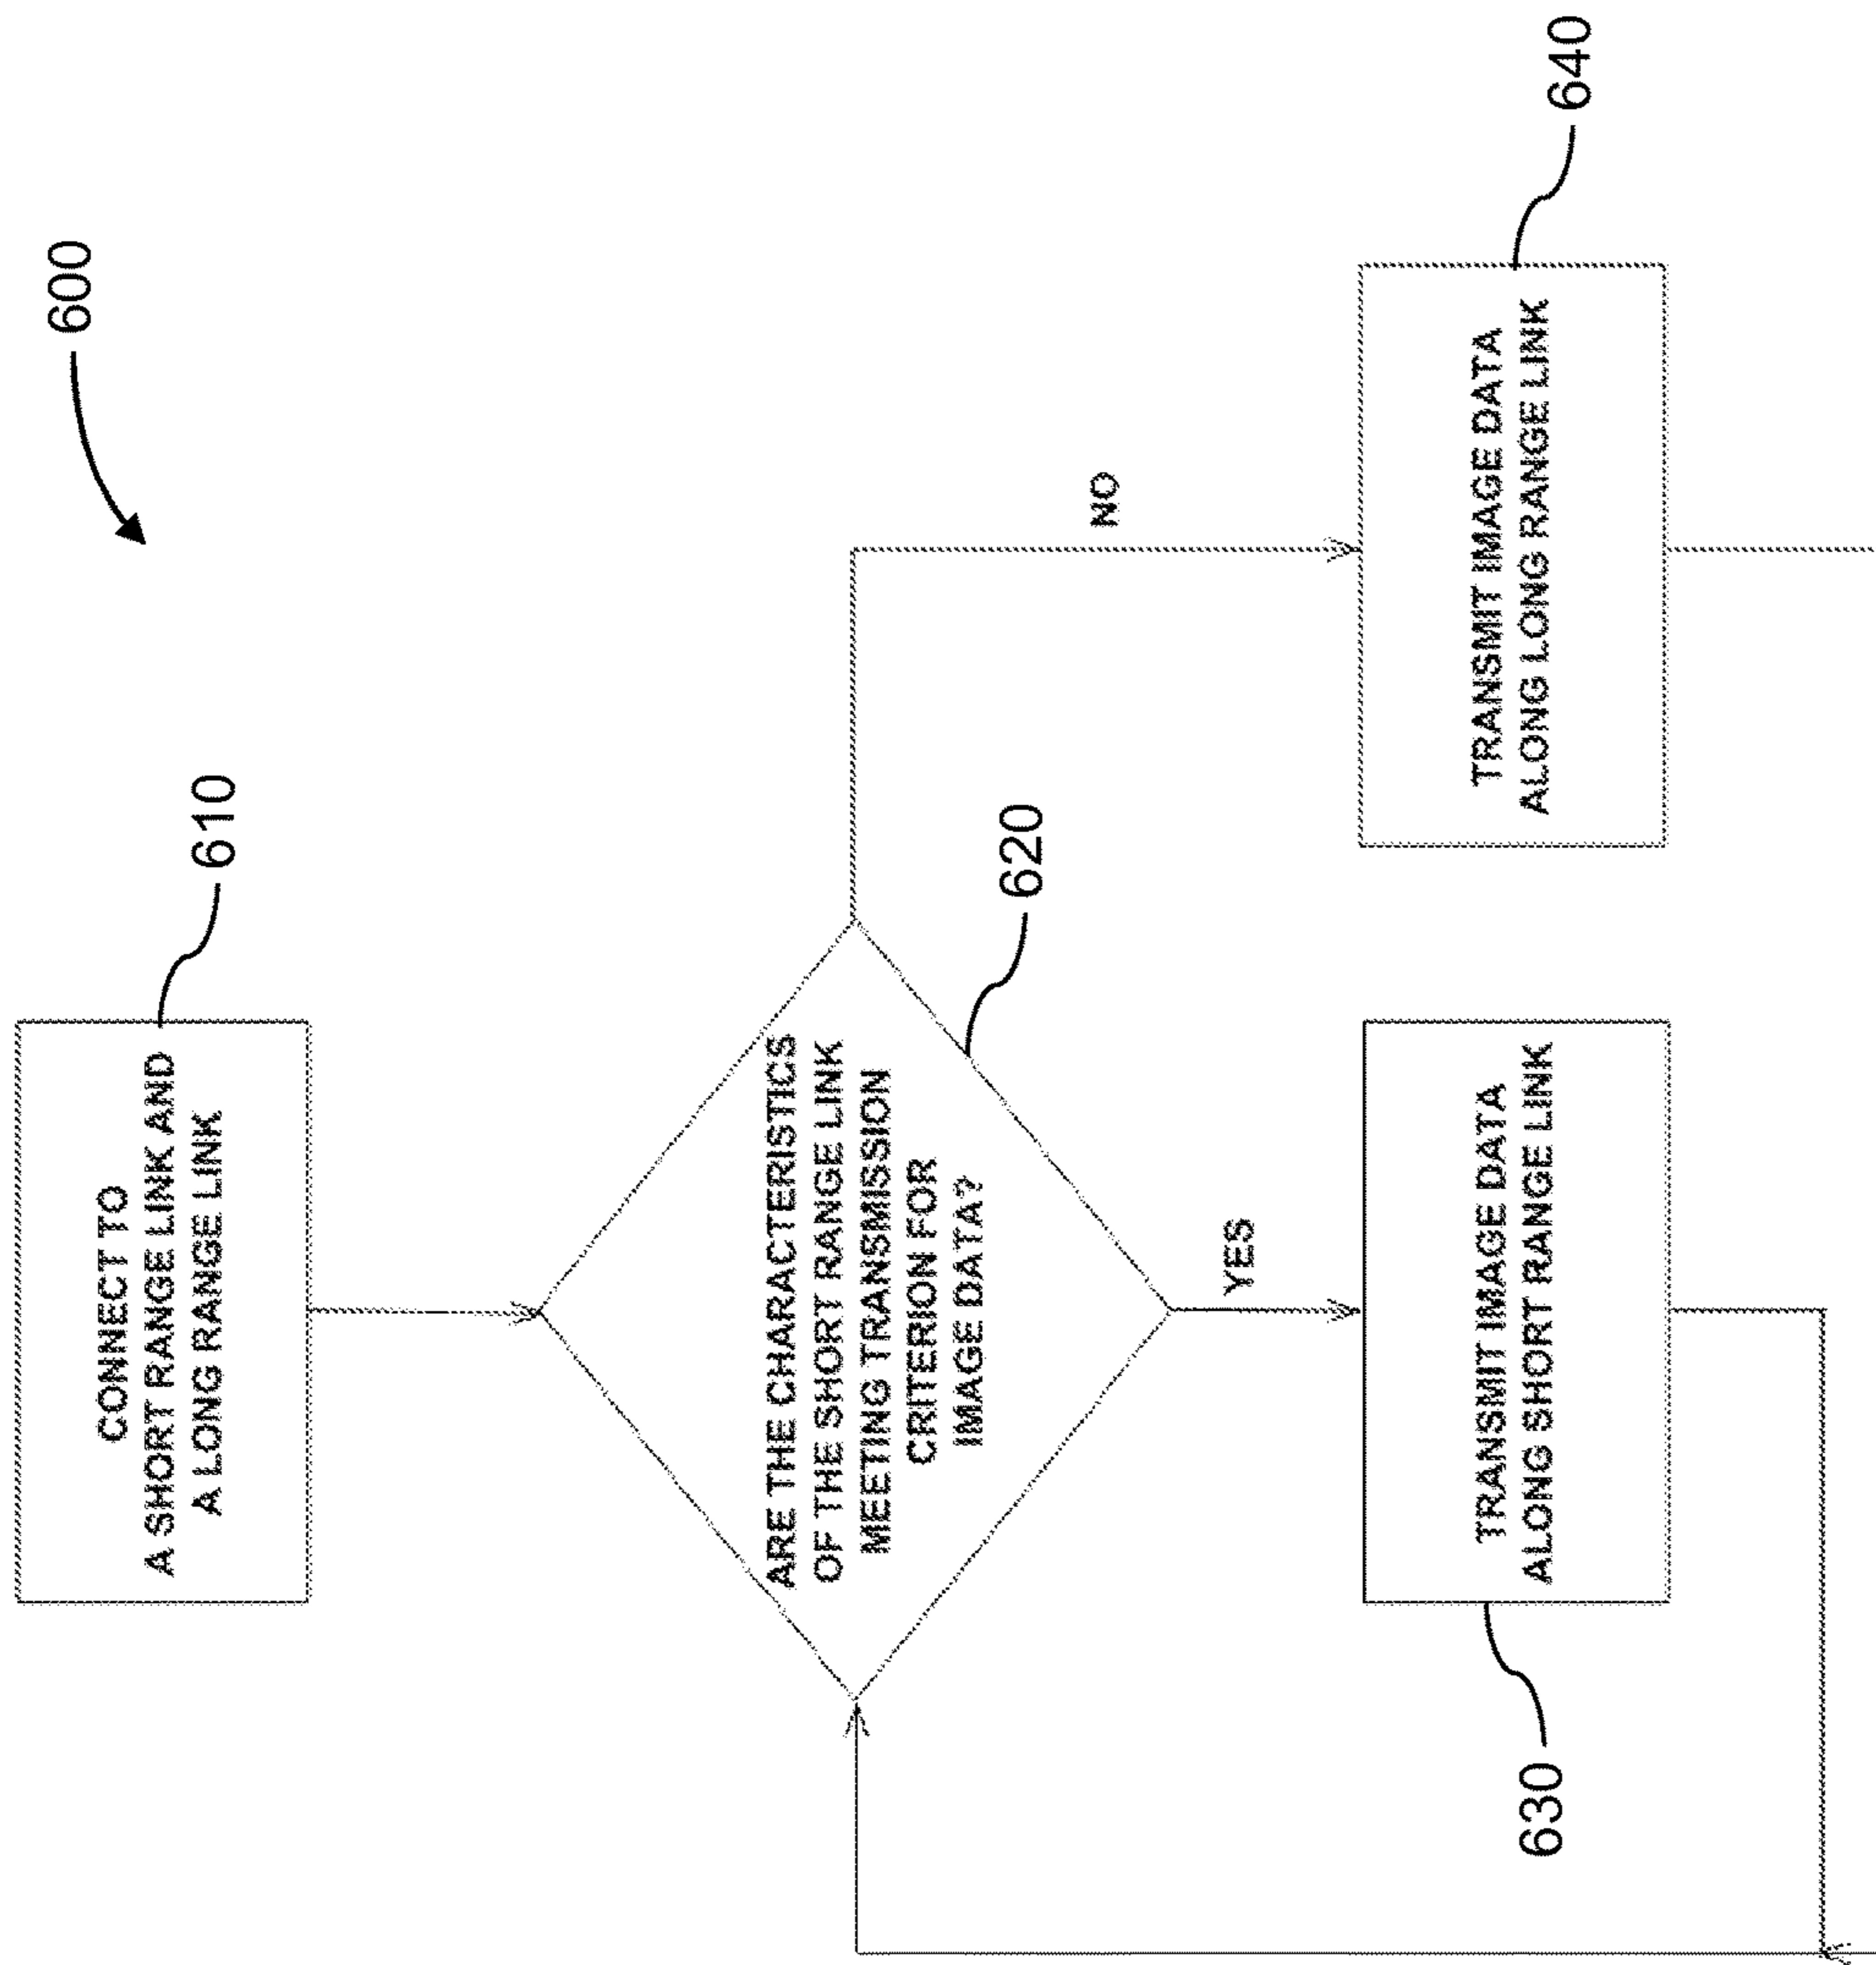 600
CONNECT TO
A SHORT RANGE LINK AND
A LONG RANGE LINK
610
ARE THE CHARACTERISTICS
OF THE SHORT RANGE LINK
MEETING TRANSMISSION
CRITERION FOR
IMAGE DATA?
620
NO
YES
TRANSMIT IMAGE DATA
ALONG SHORT RANGE LINK
630
TRANSMIT IMAGE DATA
ALONG LONG RANGE LINK
640